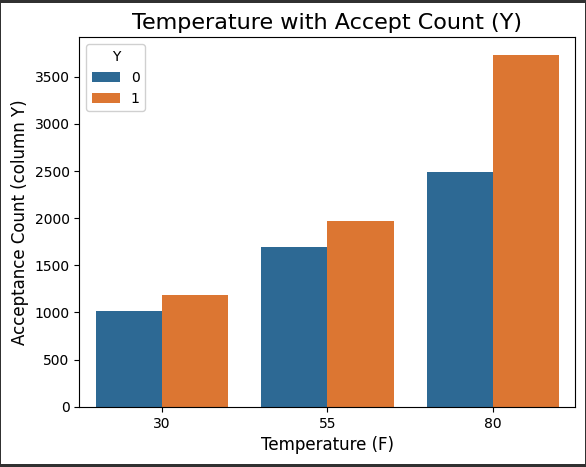 Temperature with Accept Count (Y)
Y
0
1
3500
3000
2500
2000
1500
1000
500
0
Acceptance Count (column Y)
30 55 80
Temperature (F)